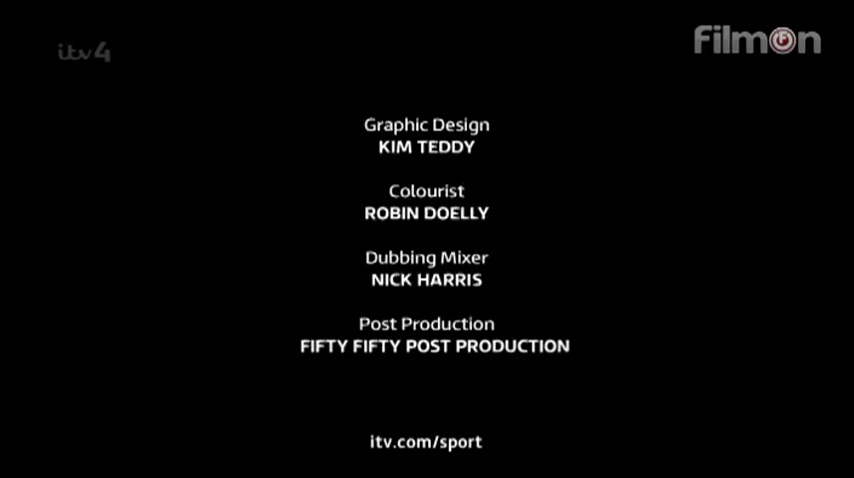 itv4
FilmOn
Graphic Design
KIM TEDDY
Colourist
ROBIN DOELLY
Dubbing Mixer
NICK HARRIS
Post Production
FIFTY FIFTY POST PRODUCTION
itv.com/sport